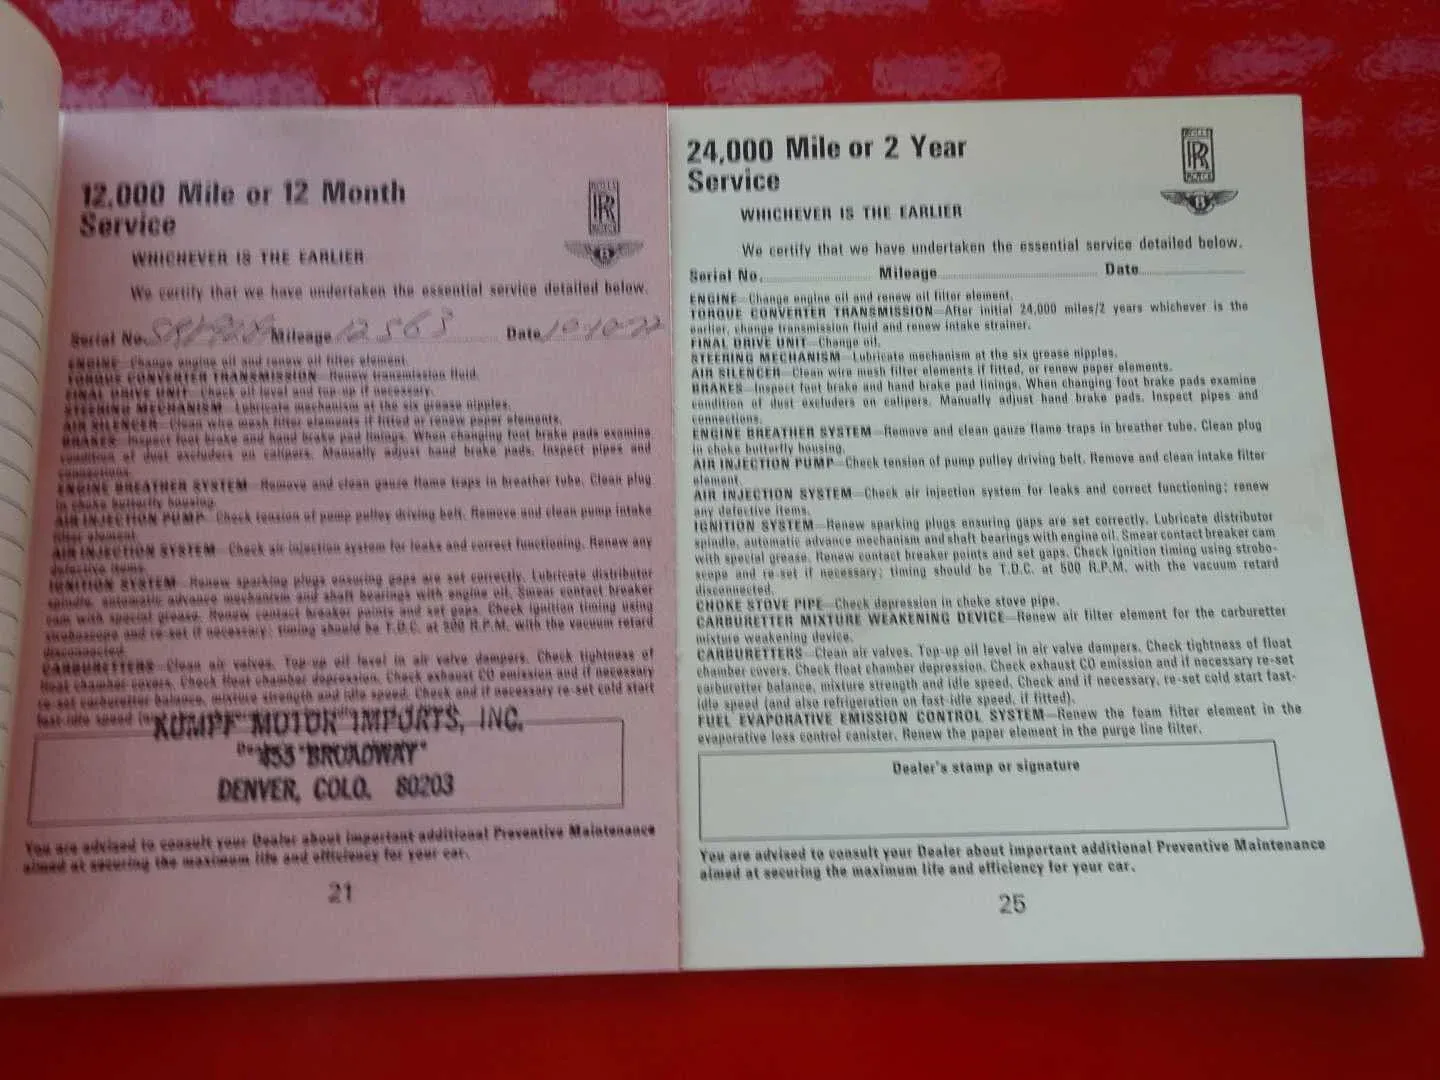 12,000 Mile or 12 Month
Service
WHICHEVER IS THE EARLIER
We certify that we have undertaken the essential service detailed below.
Serial No. Mileage 12563 Date 10-10-72
ENGINE—Change engine oil and renew oil filter element.
TORQUE CONVERTER TRANSMISSION—Renew transmission fluid.
FINAL DRIVE UNIT—Check oil level and top-up if necessary.
STEERING MECHANISM—Lubricate mechanism at the six grease nipples.
AIR SILENCER—Clean wire mesh filter elements if fitted or renew paper elements.
BRAKES—Inspect foot brake and hand brake pad linings. When changing foot brake pads examine
condition of dust excluders on calipers. Manually adjust hand brake pads. Inspect pipes and
connections.
ENGINE BREATHER SYSTEM—Remove and clean gauze flame traps in breather tube. Clean plug
in choke butterfly housing.
AIR INJECTION PUMP—Check tension of pump pulley driving belt. Remove and clean pump intake
filter element.
AIR INJECTION SYSTEM—Check air injection system for leaks and correct functioning. Renew any
defective items.
IGNITION SYSTEM—Renew sparking plugs ensuring gaps are set correctly. Lubricate distributor
spindle, automatic advance mechanism and shaft bearings with engine oil. Smear contact breaker
cam with special grease. Renew contact breaker points and set gaps. Check ignition timing using
stroboscope and re-set if necessary; timing should be T.D.C. at 500 R.P.M. with the vacuum retard
disconnected.
CARBURETTERS—Clean air valves. Top-up oil level in air valve dampers. Check tightness of
float chamber covers. Check float chamber depression. Check exhaust CO emission and if necessary
re-set carburetter balance, mixture strength and idle speed. Check and if necessary re-set cold start
fast-idle speed
KUMPF MOTOR IMPORTS, INC.
455 BROADWAY
DENVER, COLO. 80203
You are advised to consult your Dealer about important additional Preventive Maintenance
aimed at securing the maximum life and efficiency for your car.
21
24,000 Mile or 2 Year
Service
ROLLS
RR
ROYCE
B
WHICHEVER IS THE EARLIER
We certify that we have undertaken the essential service detailed below.
Serial No. Mileage Date
ENGINE—Change engine oil and renew oil filter element.
TORQUE CONVERTER TRANSMISSION—After initial 24,000 miles/2 years whichever is the
earlier, change transmission fluid and renew intake strainer.
FINAL DRIVE UNIT—Change oil.
STEERING MECHANISM—Lubricate mechanism at the six grease nipples.
AIR SILENCER—Clean wire mesh filter elements if fitted, or renew paper elements.
BRAKES—Inspect foot brake and hand brake pad linings. When changing foot brake pads examine
condition of dust excluders on calipers. Manually adjust hand brake pads. Inspect pipes and
connections.
ENGINE BREATHER SYSTEM—Remove and clean gauze flame traps in breather tube. Clean plug
in choke butterfly housing.
AIR INJECTION PUMP—Check tension of pump pulley driving belt. Remove and clean intake filter
element.
AIR INJECTION SYSTEM—Check air injection system for leaks and correct functioning; renew
any defective items.
IGNITION SYSTEM—Renew sparking plugs ensuring gaps are set correctly. Lubricate distributor
spindle, automatic advance mechanism and shaft bearings with engine oil. Smear contact breaker cam
with special grease. Renew contact breaker points and set gaps. Check ignition timing using strobo-
scope and re-set if necessary; timing should be T.D.C. at 500 R.P.M. with the vacuum retard
disconnected.
CHOKE STOVE PIPE—Check depression in choke stove pipe.
CARBURETTER MIXTURE WEAKENING DEVICE—Renew air filter element for the carburetter
mixture weakening device.
CARBURETTERS—Clean air valves. Top-up oil level in air valve dampers. Check tightness of float
chamber covers. Check float chamber depression. Check exhaust CO emission and if necessary re-set
carburetter balance, mixture strength and idle speed. Check and if necessary, re-set cold start fast-
idle speed (and also refrigeration on fast-idle speed, if fitted).
FUEL EVAPORATIVE EMISSION CONTROL SYSTEM—Renew the foam filter element in the
evaporative loss control canister. Renew the paper element in the purge line filter.
Dealer's stamp or signature
You are advised to consult your Dealer about important additional Preventive Maintenance
aimed at securing the maximum life and efficiency for your car.
25